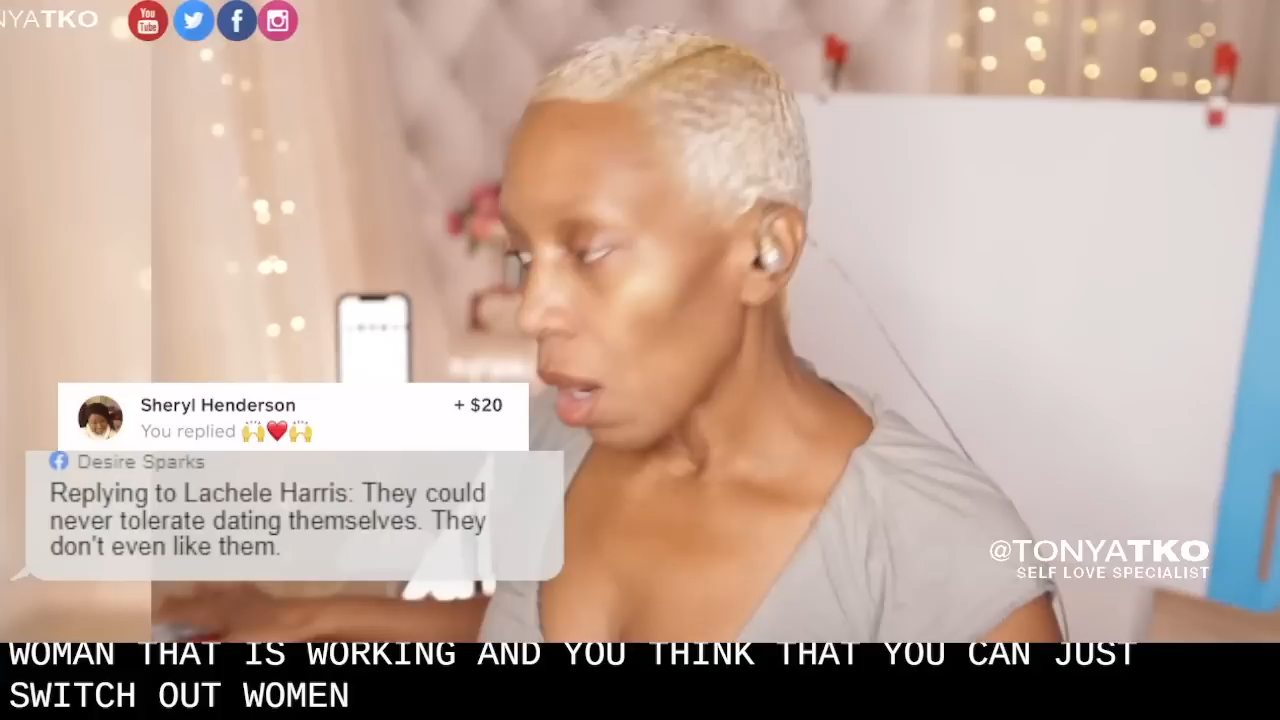 NYATKO
You
Tube
Sheryl Henderson + $20
You replied 🙌❤️🙌
Desire Sparks
Replying to Lachele Harris: They could
never tolerate dating themselves. They
don't even like them.
@TONYATKO
SELF LOVE SPECIALIST
WOMAN THAT IS WORKING AND YOU THINK THAT YOU CAN JUST
SWITCH OUT WOMEN